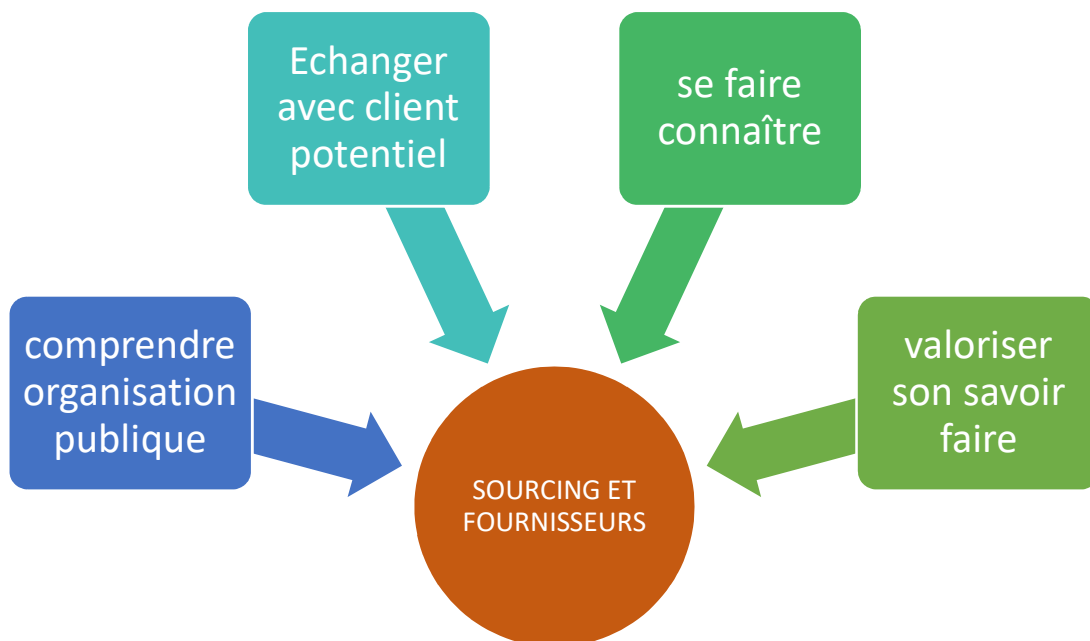 Echanger
avec client
potentiel
se faire
connaître
comprendre
organisation
publique
valoriser
son savoir
faire
SOURCING ET
FOURNISSEURS